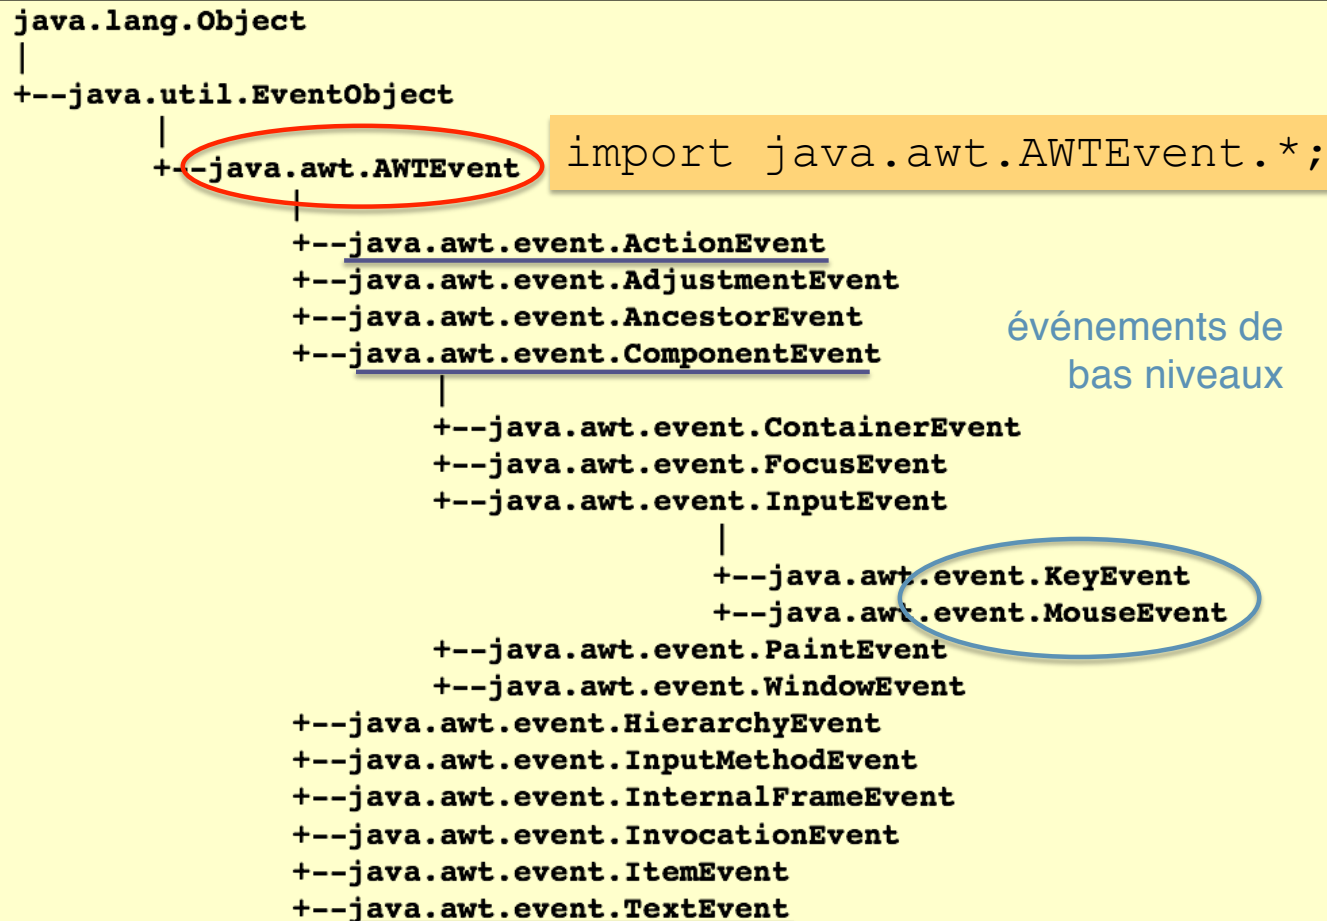 java.lang.Object
|
+--java.util.EventObject
|
+--java.awt.AWTEvent
import java.awt.AWTEvent.*;
|
+--java.awt.event.ActionEvent
+--java.awt.event.AdjustmentEvent
+--java.awt.event.AncestorEvent
+--java.awt.event.ComponentEvent
événements de
bas niveaux
|
+--java.awt.event.ContainerEvent
+--java.awt.event.FocusEvent
+--java.awt.event.InputEvent
|
+--java.awt.event.KeyEvent
+--java.awt.event.MouseEvent
+--java.awt.event.PaintEvent
+--java.awt.event.WindowEvent
+--java.awt.event.HierarchyEvent
+--java.awt.event.InputMethodEvent
+--java.awt.event.InternalFrameEvent
+--java.awt.event.InvocationEvent
+--java.awt.event.ItemEvent
+--java.awt.event.TextEvent